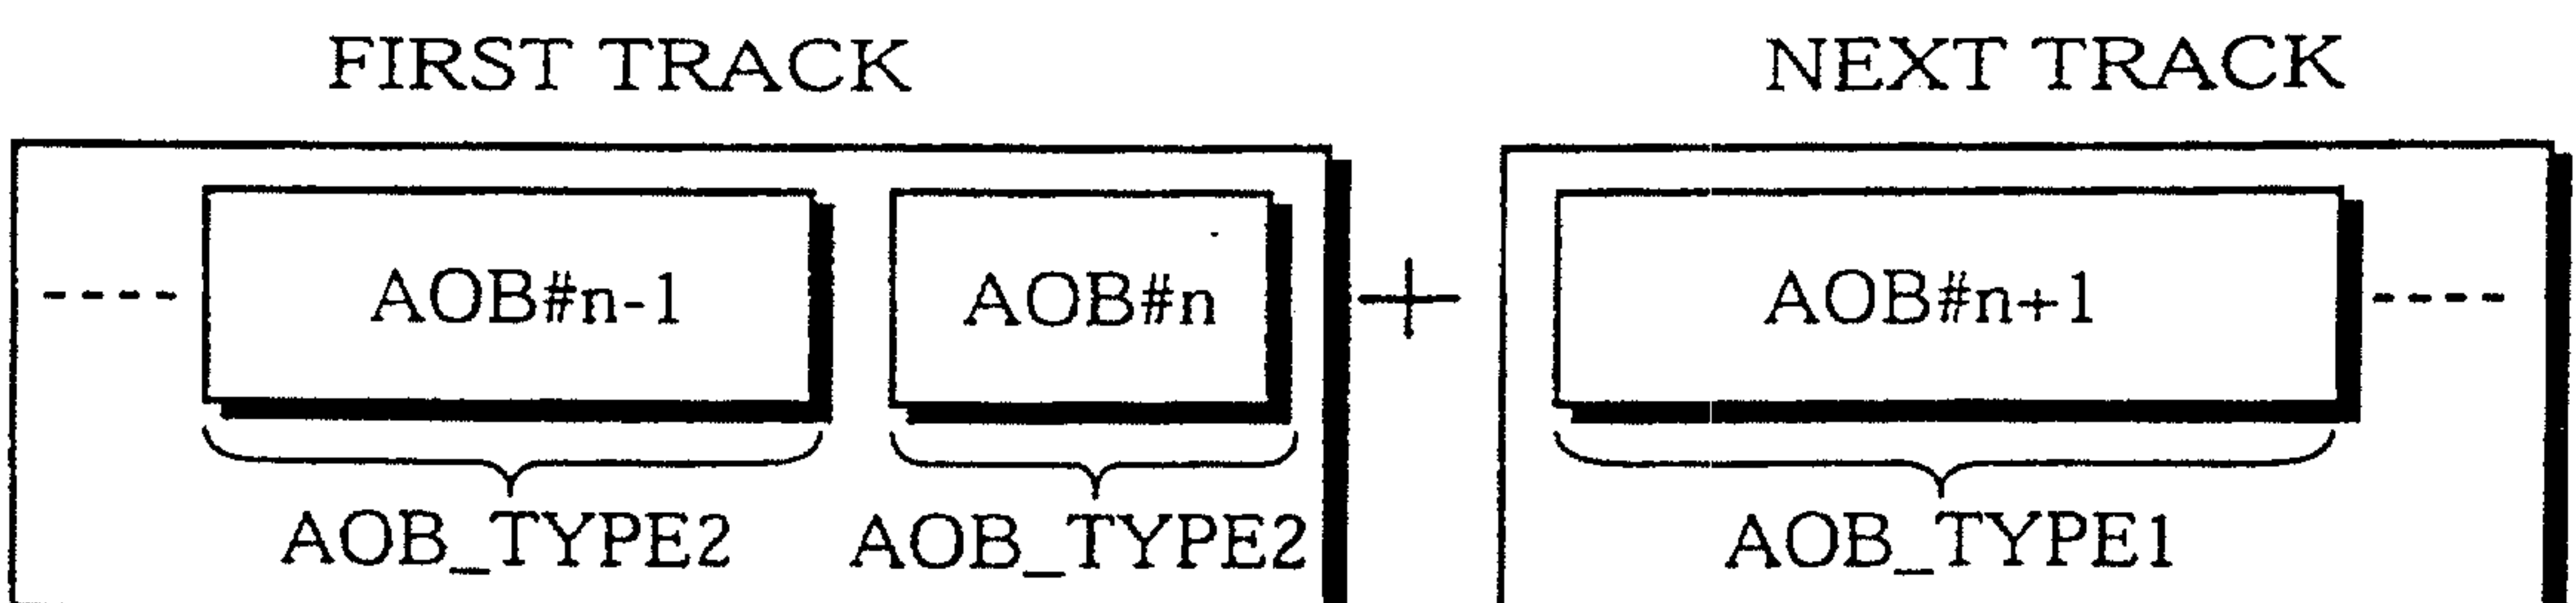 FIRST TRACK
NEXT TRACK
---- AOB#n-1 AOB#n + AOB#n+1 ----
AOB_TYPE2 AOB_TYPE2 AOB_TYPE1